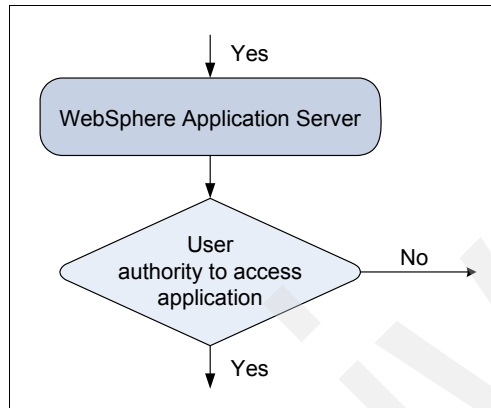 Yes
WebSphere Application Server
User
authority to access
application
No
Yes